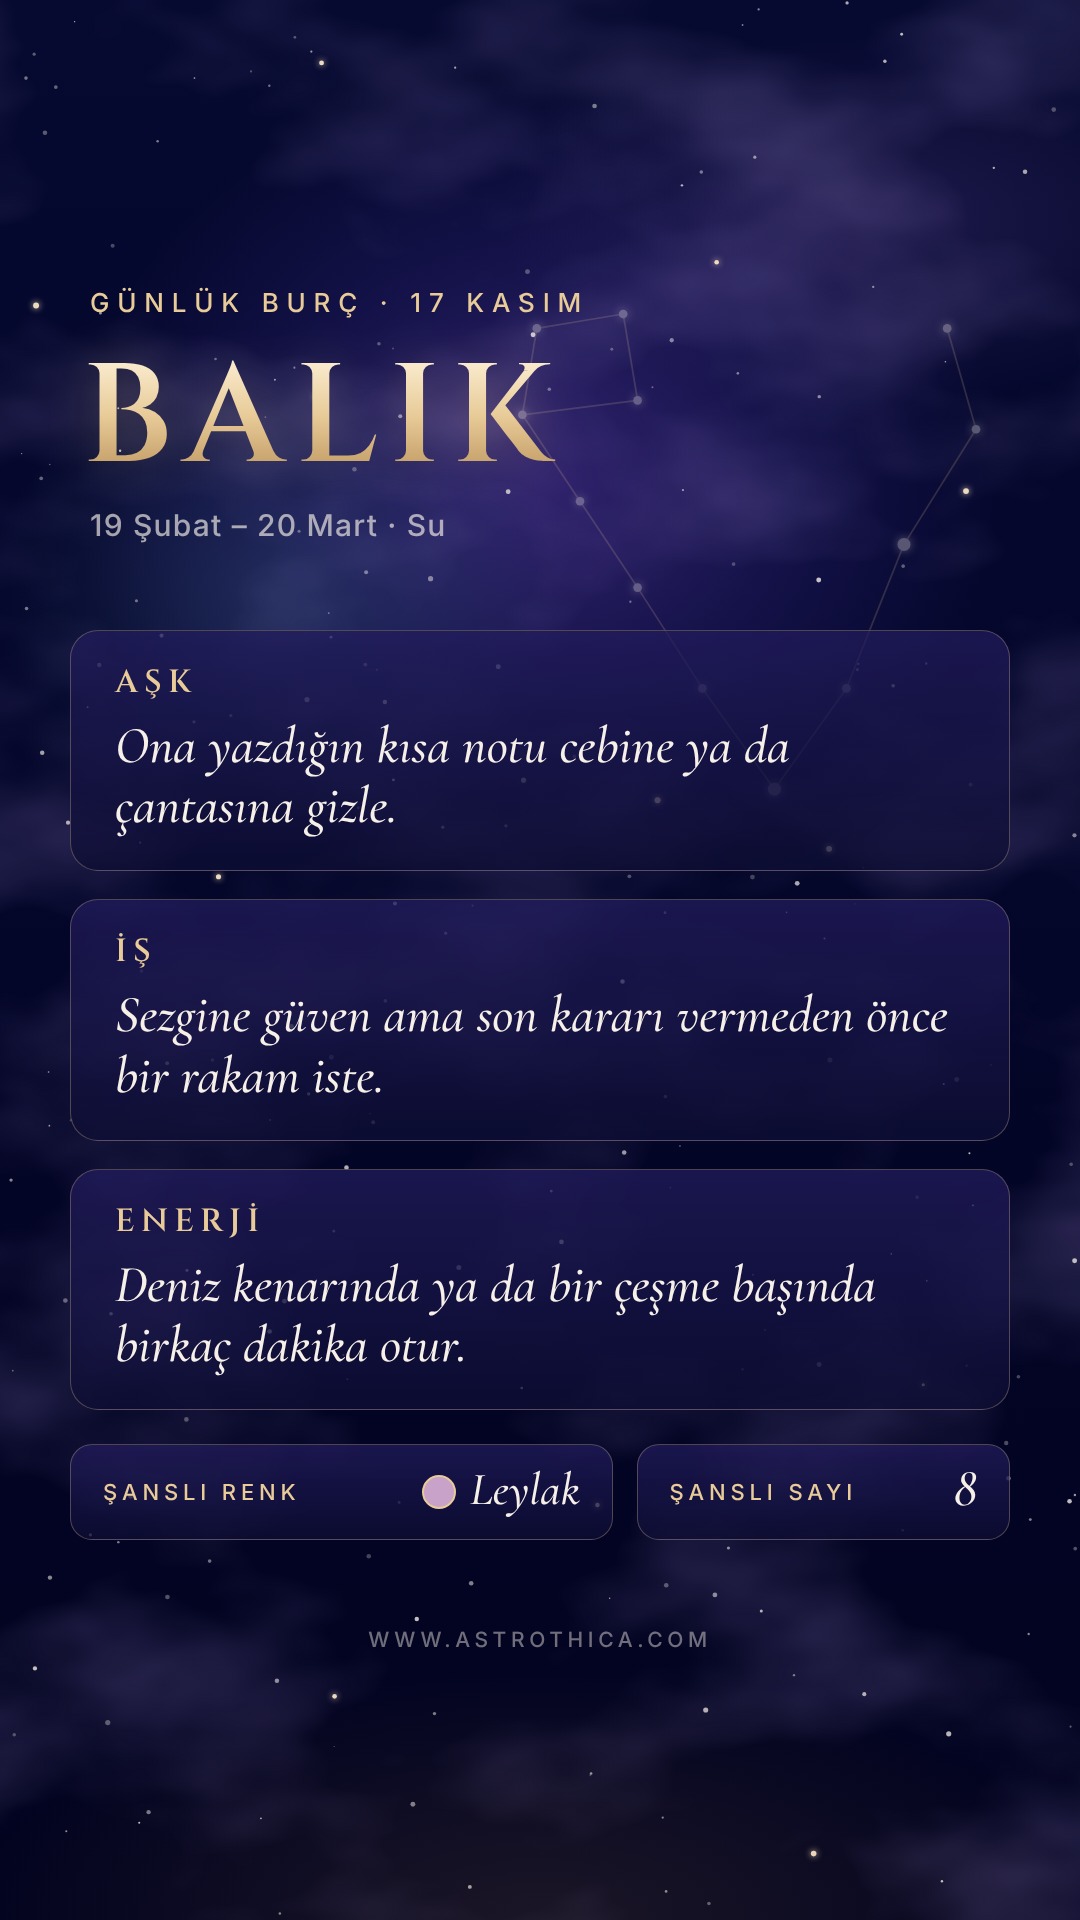 GÜNLÜK BURÇ · 17 KASIM
BALIK
19 Şubat – 20 Mart · Su
AŞK
Ona yazdığın kısa notu cebine ya da
çantasına gizle.
İŞ
Sezgine güven ama son kararı vermeden önce
bir rakam iste.
ENERJİ
Deniz kenarında ya da bir çeşme başında
birkaç dakika otur.
ŞANSLI RENK Leylak
ŞANSLI SAYI 8
WWW.ASTROTHICA.COM